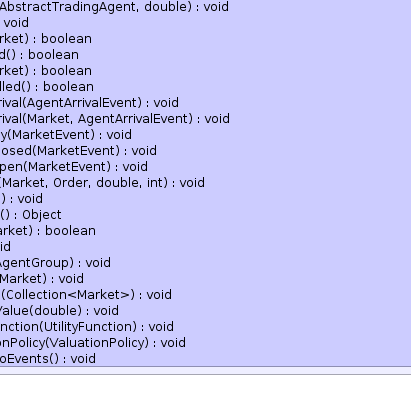 AbstractTradingAgent, double) : void
void
rket) : boolean
d() : boolean
rket) : boolean
lled() : boolean
rival(AgentArrivalEvent) : void
rival(Market, AgentArrivalEvent) : void
y(MarketEvent) : void
osed(MarketEvent) : void
pen(MarketEvent) : void
(Market, Order, double, int) : void
) : void
() : Object
arket) : boolean
id
AgentGroup) : void
Market) : void
(Collection<Market>) : void
Value(double) : void
nction(UtilityFunction) : void
onPolicy(ValuationPolicy) : void
oEvents() : void